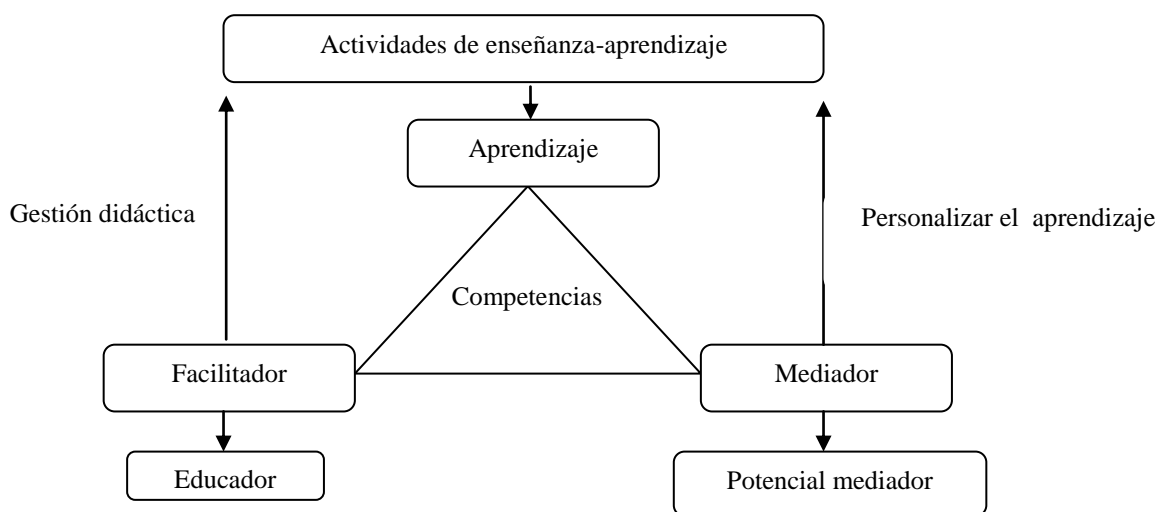 Actividades de enseñanza-aprendizaje
Aprendizaje
Gestión didáctica
Personalizar el aprendizaje
Competencias
Facilitador
Mediador
Educador
Potencial mediador